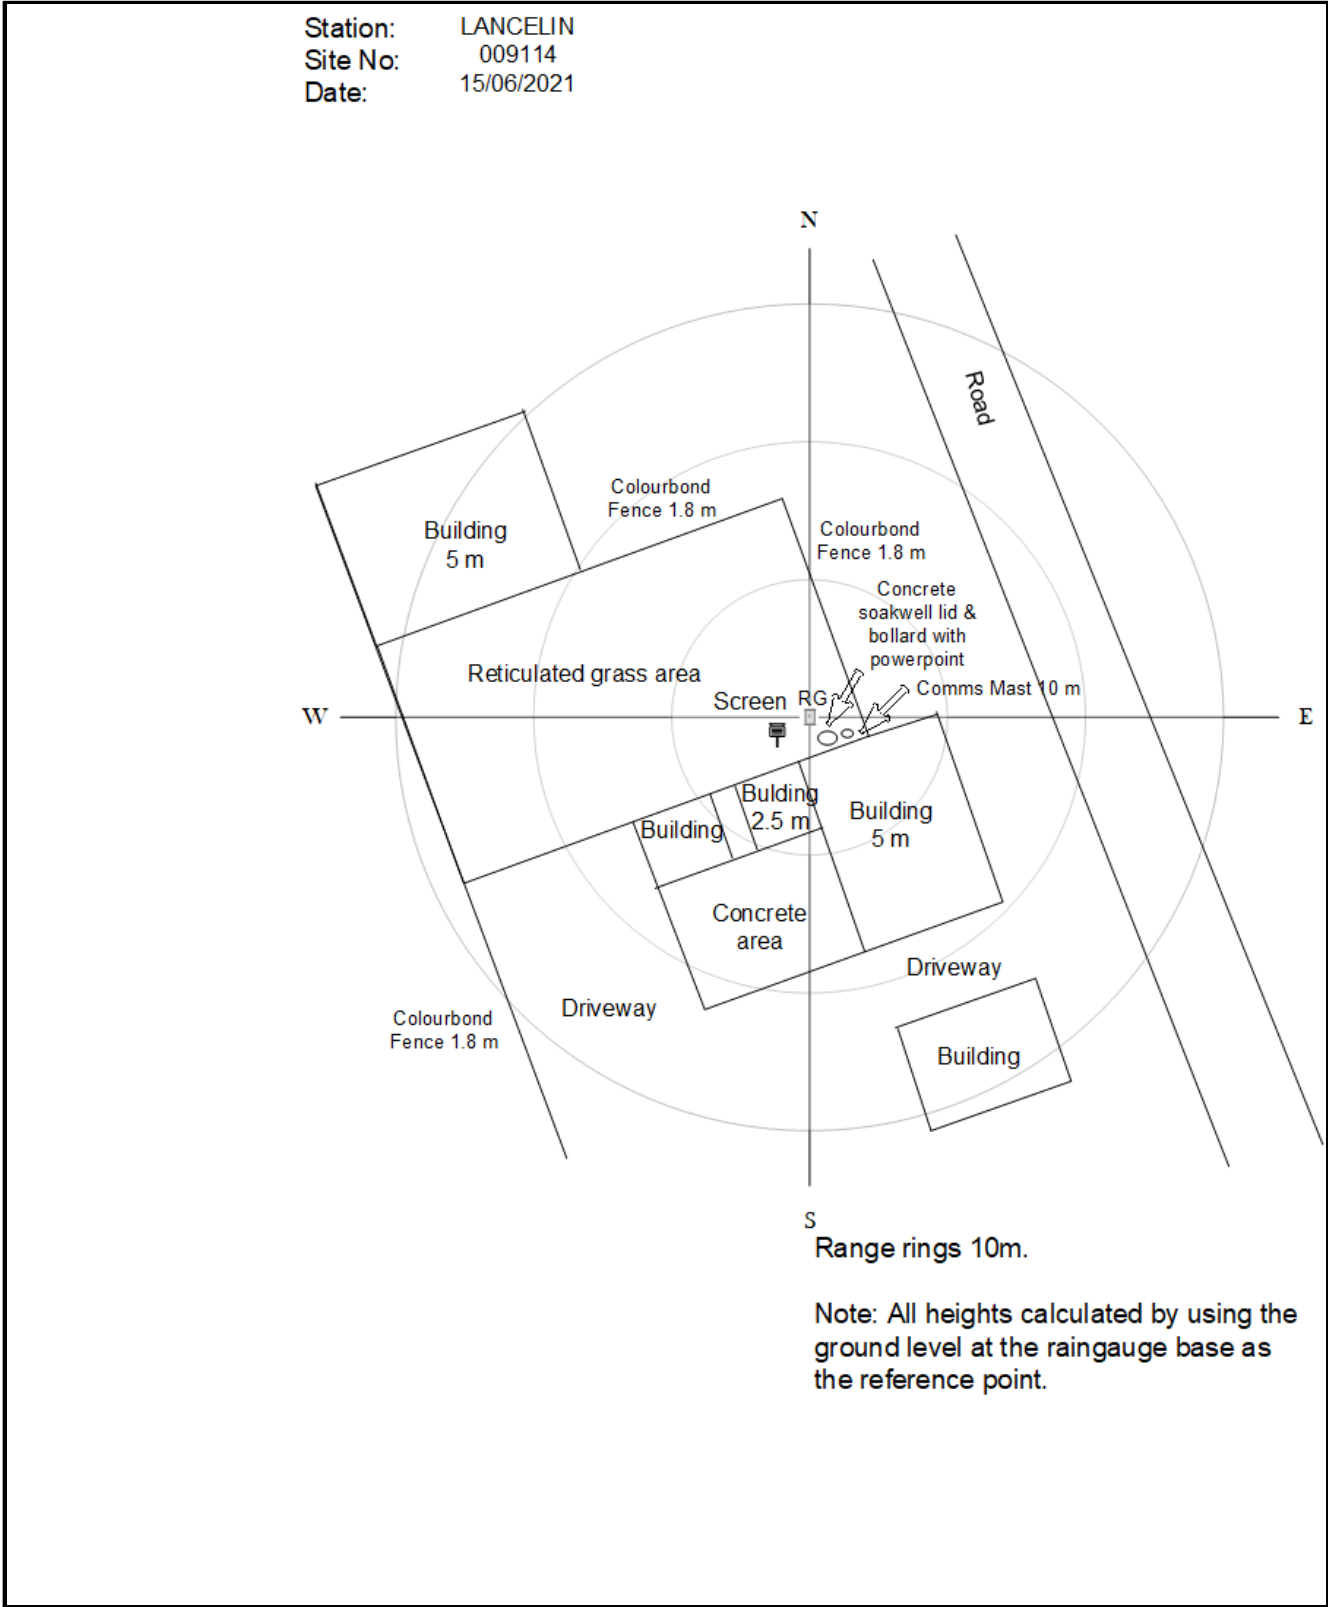 Station: LANCELIN
Site No: 009114
Date: 15/06/2021
N
Road
Colourbond
Fence 1.8 m
Building
5 m
Colourbond
Fence 1.8 m
Concrete
soakwell lid &
bollard with
powerpoint
Reticulated grass area
Comms Mast 10 m
Screen RG
W
E
Bulding
2.5 m
Building
5 m
Building
Concrete
area
Driveway
Driveway
Colourbond
Fence 1.8 m
Building
S
Range rings 10m.
Note: All heights calculated by using the
ground level at the raingauge base as
the reference point.